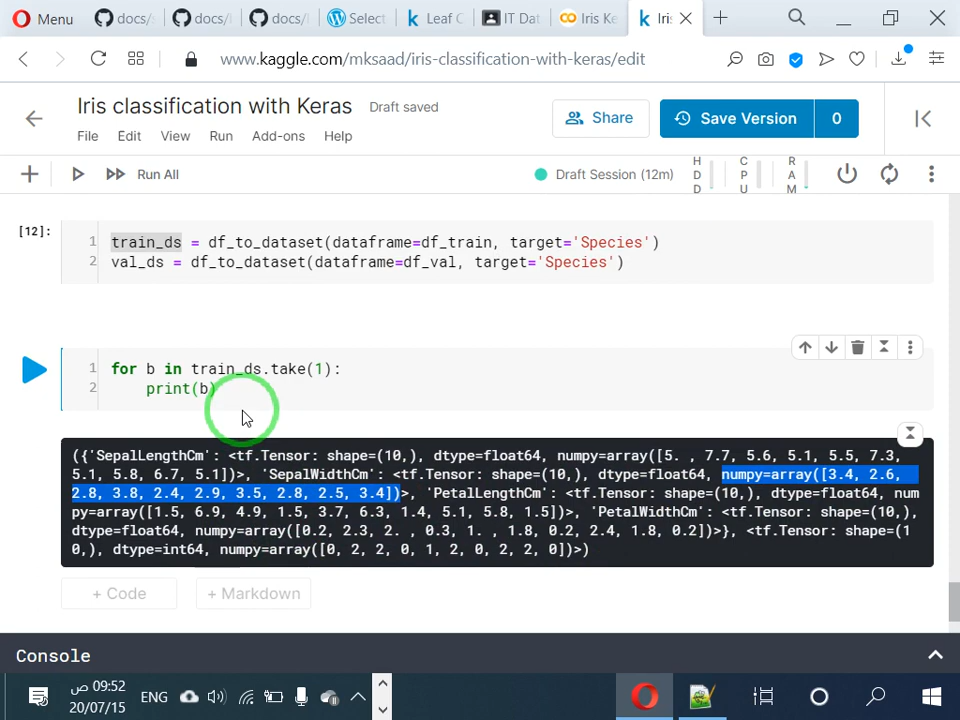 Menu
docs/
docs/
docs/
Select
Leaf C
IT Dat
Iris Ke
Iris
www.kaggle.com/mksaad/iris-classification-with-keras/edit
Iris classification with Keras
Draft saved
File Edit View Run Add-ons Help
Share
Save Version 0
Run All
Draft Session (12m)
HDD
CPU
RAM
[12]:
1 train_ds = df_to_dataset(dataframe=df_train, target='Species')
2 val_ds = df_to_dataset(dataframe=df_val, target='Species')
1 for b in train_ds.take(1):
2 print(b)
({'SepalLengthCm': <tf.Tensor: shape=(10,), dtype=float64, numpy=array([5. , 7.7, 5.6, 5.1, 5.5, 7.3,
5.1, 5.8, 6.7, 5.1])>, 'SepalWidthCm': <tf.Tensor: shape=(10,), dtype=float64, numpy=array([3.4, 2.6,
2.8, 3.8, 2.4, 2.9, 3.5, 2.8, 2.5, 3.4])>, 'PetalLengthCm': <tf.Tensor: shape=(10,), dtype=float64, num
py=array([1.5, 6.9, 4.9, 1.5, 3.7, 6.3, 1.4, 5.1, 5.8, 1.5])>, 'PetalWidthCm': <tf.Tensor: shape=(10,),
dtype=float64, numpy=array([0.2, 2.3, 2. , 0.3, 1. , 1.8, 0.2, 2.4, 1.8, 0.2])>}, <tf.Tensor: shape=(1
0,), dtype=int64, numpy=array([0, 2, 2, 0, 1, 2, 0, 2, 2, 0])>)
+ Code
+ Markdown
Console
09:52 ص
20/07/15
ENG